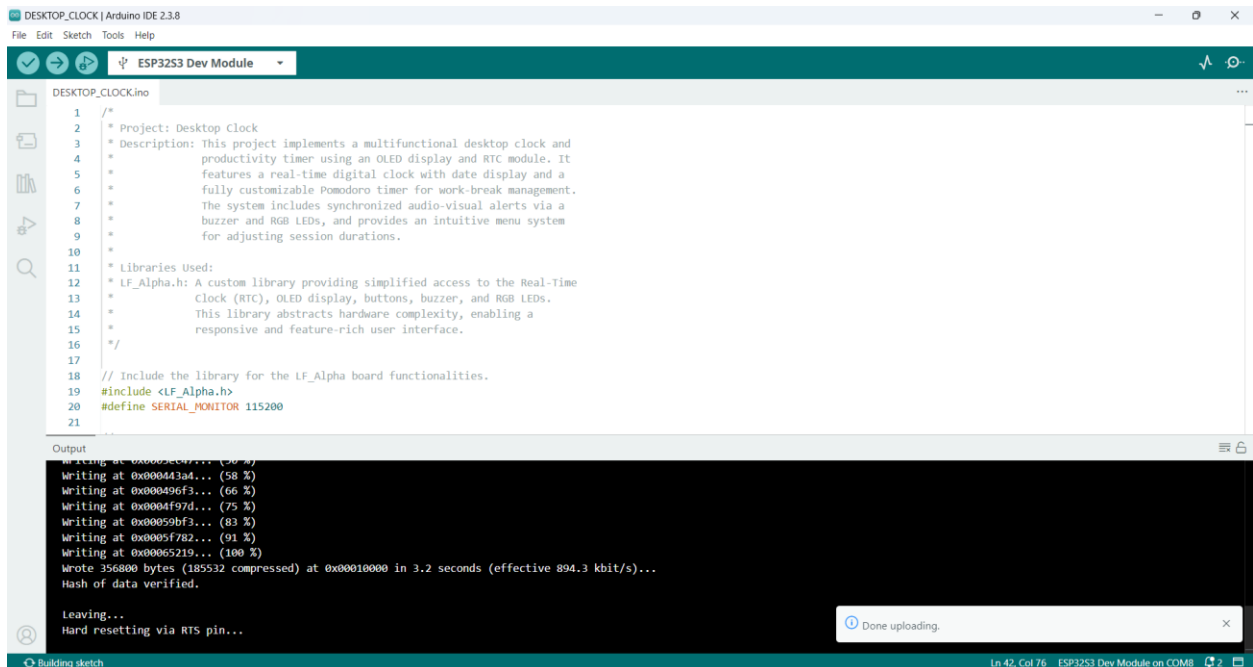 DESKTOP_CLOCK | Arduino IDE 2.3.8
File Edit Sketch Tools Help
ESP32S3 Dev Module
DESKTOP_CLOCK.ino
1 /*
2 * Project: Desktop Clock
3 * Description: This project implements a multifunctional desktop clock and
4 * productivity timer using an OLED display and RTC module. It
5 * features a real-time digital clock with date display and a
6 * fully customizable Pomodoro timer for work-break management.
7 * The system includes synchronized audio-visual alerts via a
8 * buzzer and RGB LEDs, and provides an intuitive menu system
9 * for adjusting session durations.
10 *
11 * Libraries Used:
12 * LF_Alpha.h: A custom library providing simplified access to the Real-Time
13 * Clock (RTC), OLED display, buttons, buzzer, and RGB LEDs.
14 * This library abstracts hardware complexity, enabling a
15 * responsive and feature-rich user interface.
16 */
17
18 // Include the library for the LF_Alpha board functionalities.
19 #include <LF_Alpha.h>
20 #define SERIAL_MONITOR 115200
21
Output
Writing at
Writing at 0x000443a4... (58 %)
Writing at 0x000496f3... (66 %)
Writing at 0x0004f97d... (75 %)
Writing at 0x00059bf3... (83 %)
Writing at 0x0005f782... (91 %)
Writing at 0x00065219... (100 %)
Wrote 356800 bytes (185532 compressed) at 0x00010000 in 3.2 seconds (effective 894.3 kbit/s)...
Hash of data verified.
Leaving...
Hard resetting via RTS pin...
Done uploading.
Building sketch
Ln 42, Col 76 ESP32S3 Dev Module on COM8 2